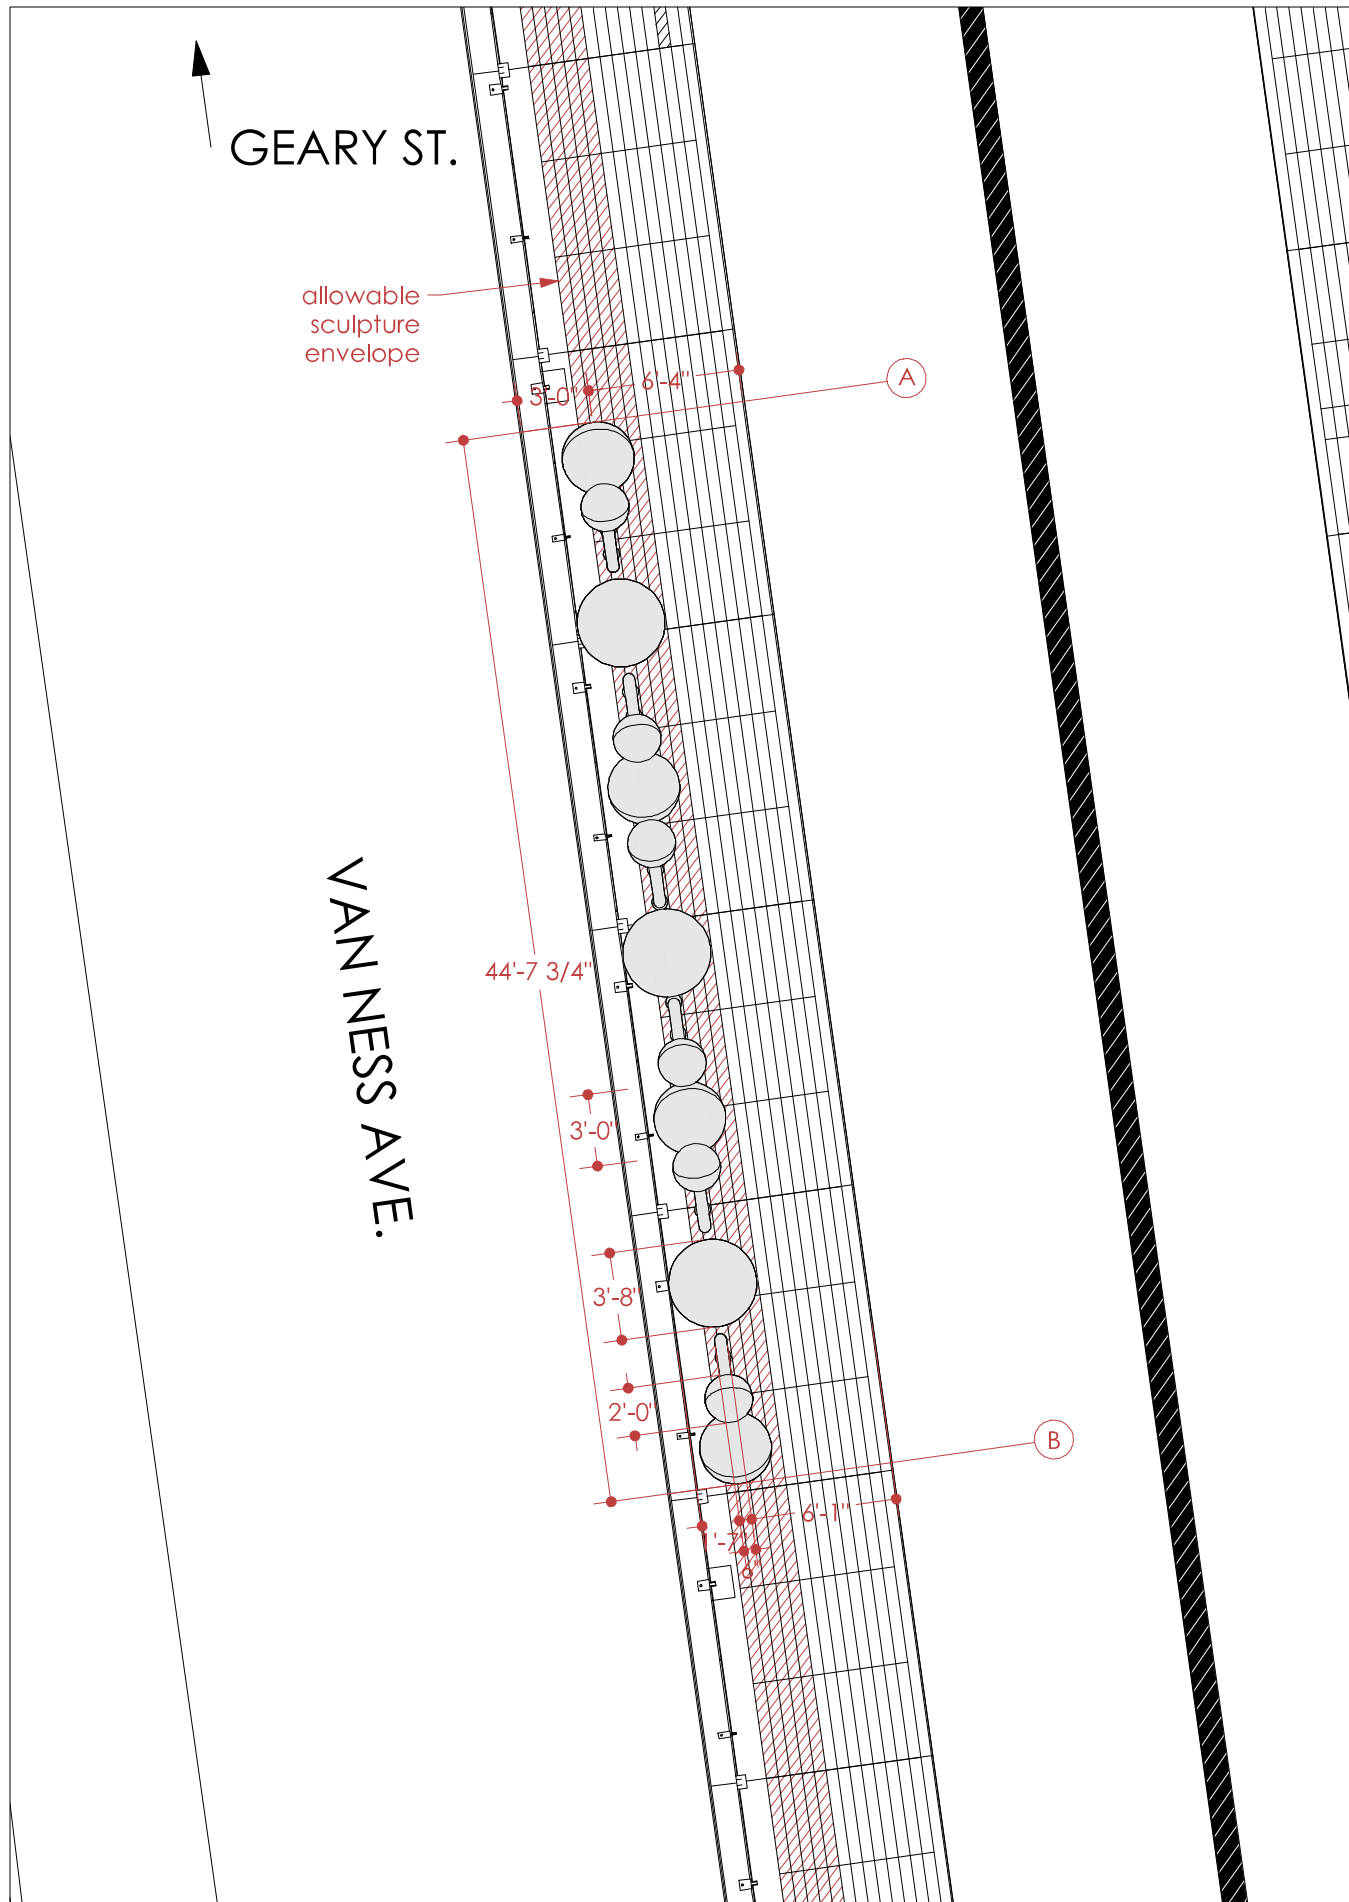 GEARY ST.
allowable
sculpture
envelope
3'-0"
6'-4"
A
44'-7 3/4"
VAN NESS AVE.
3'-0"
3'-8"
2'-0"
B
6'-1"
1'-7"
6"